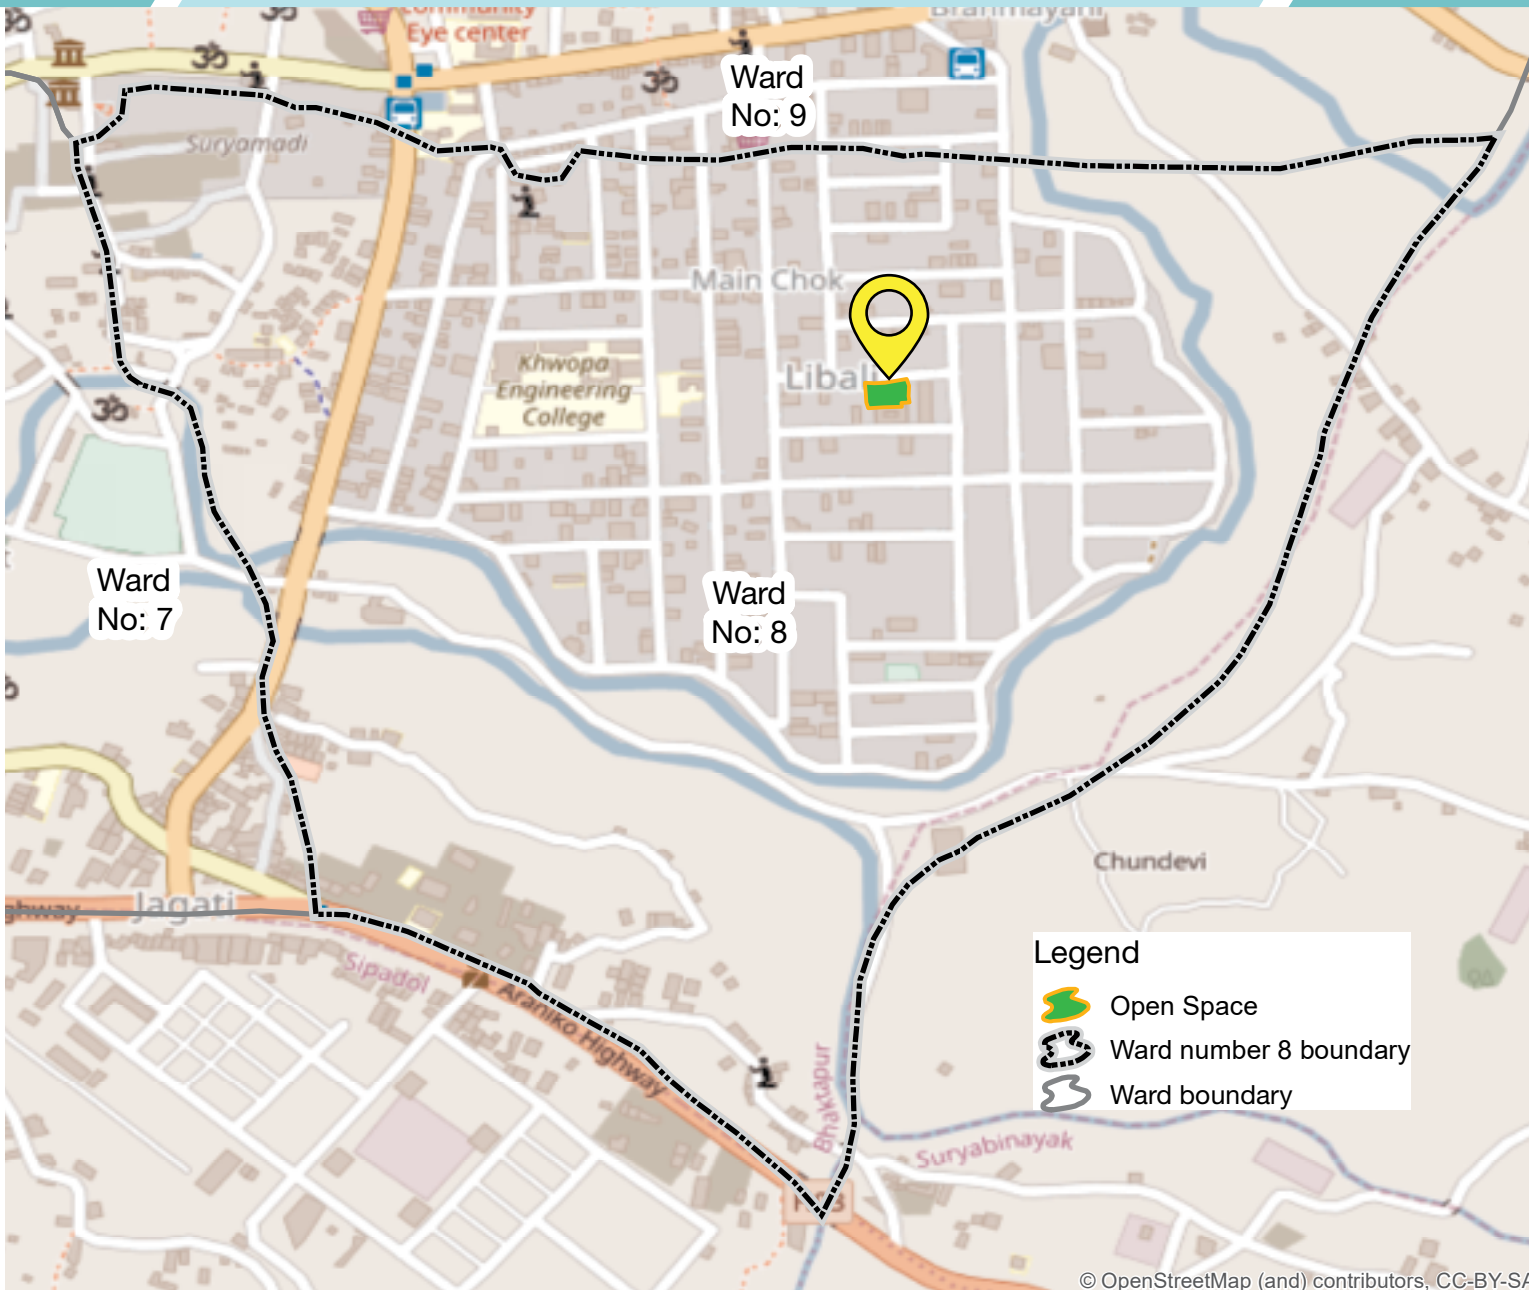 Community
Eye center
Brahmayani
Ward
No: 9
Suryamadi
Main Chok
Khwopa
Engineering
College
Libali
Ward
No: 7
Ward
No: 8
Chundevi
Jagati
Sipadol
Araniko Highway
Bhaktapur
Suryabinayak
Legend
Open Space
Ward number 8 boundary
Ward boundary
© OpenStreetMap (and) contributors, CC-BY-SA